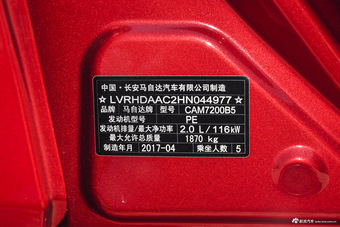 中国·长安马自达汽车有限公司制造
☆LVRHDAAC2HN044977☆
品牌 马自达牌 型号 CAM7200B5
发动机型号 PE
发动机排量/最大净功率 2.0 L/116kW
最大允许总质量 1870 kg
制造年月 2017-04 乘坐人数 5